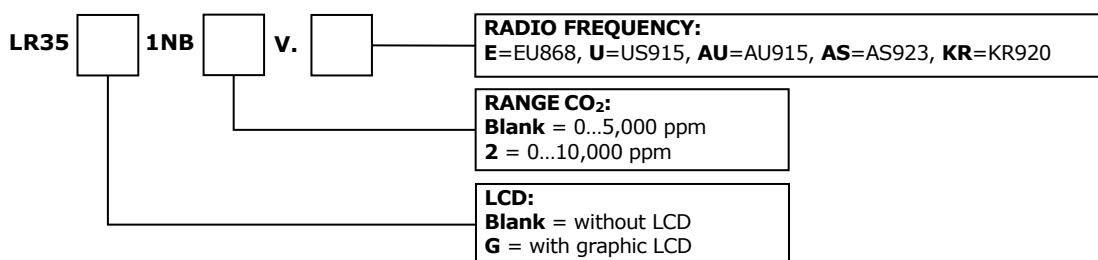 RADIO FREQUENCY:
LR35 1NB V.
E=EU868, U=US915, AU=AU915, AS=AS923, KR=KR920
RANGE CO₂:
Blank = 0...5,000 ppm
2 = 0...10,000 ppm
LCD:
Blank = without LCD
G = with graphic LCD